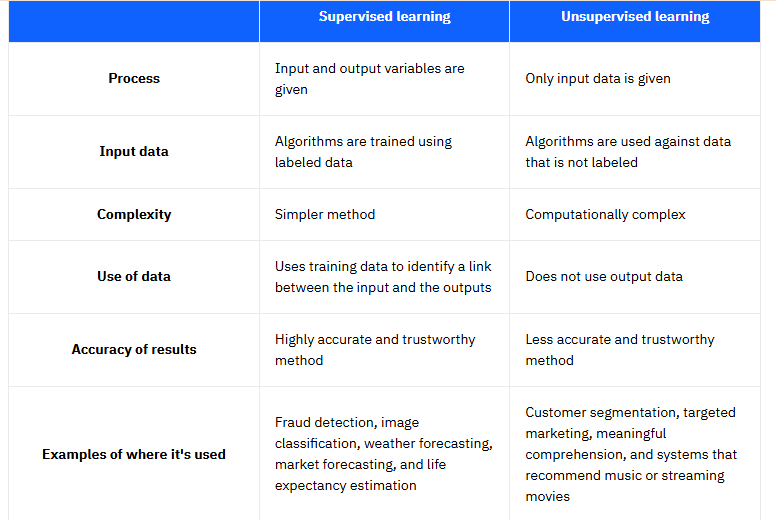 Supervised learning
Unsupervised learning
Process
Input and output variables are
given
Only input data is given
Input data
Algorithms are trained using
labeled data
Algorithms are used against data
that is not labeled
Complexity
Simpler method
Computationally complex
Use of data
Uses training data to identify a link
between the input and the outputs
Does not use output data
Accuracy of results
Highly accurate and trustworthy
method
Less accurate and trustworthy
method
Examples of where it's used
Fraud detection, image
classification, weather forecasting,
market forecasting, and life
expectancy estimation
Customer segmentation, targeted
marketing, meaningful
comprehension, and systems that
recommend music or streaming
movies